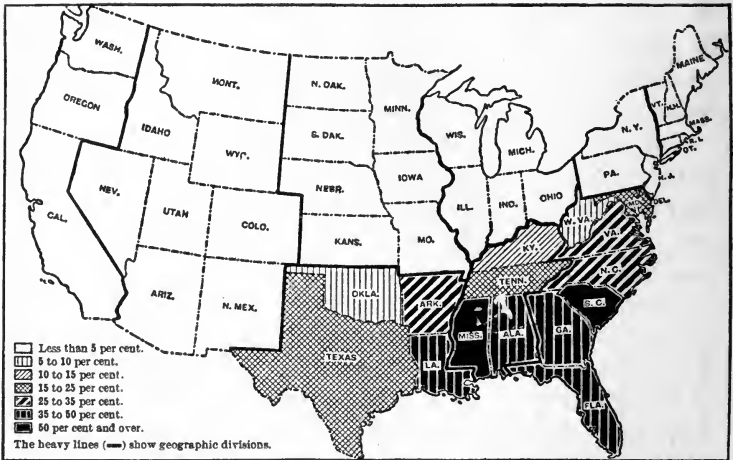 WASH.
MAINE
MONT.
N. DAK.
MINN.
OREGON
VT.
N.H.
IDAHO
S. DAK.
WIS.
N.Y.
MASS.
WYO.
MICH.
R.I.
CT.
NEBR.
IOWA
PA.
N.J.
NEV.
UTAH
COLO.
ILL.
IND.
OHIO
DEL.
CAL.
KANS.
MO.
W. VA.
VA.
KY.
ARIZ.
N. MEX.
OKLA.
ARK.
TENN.
N.C.
S.C.
MISS.
ALA.
GA.
TEXAS
LA.
FLA.
Less than 5 per cent.
5 to 10 per cent.
10 to 15 per cent.
15 to 25 per cent.
25 to 35 per cent.
35 to 50 per cent.
50 per cent and over.
The heavy lines (▬) show geographic divisions.